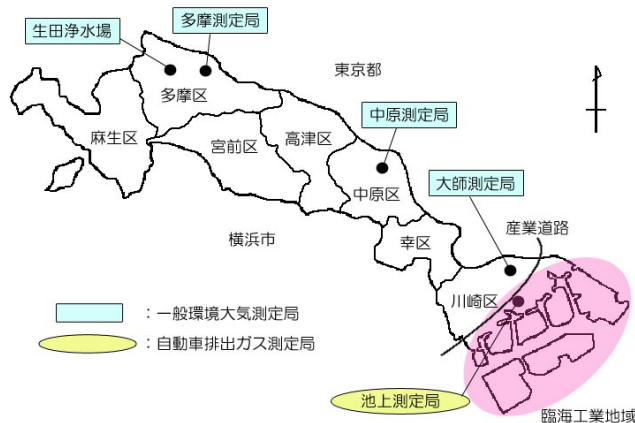 多摩測定局
生田浄水場
東京都
多摩区
中原測定局
麻生区
宮前区
高津区
大師測定局
中原区
産業道路
横浜市
幸区
川崎区
：一般環境大気測定局
：自動車排出ガス測定局
池上測定局
臨海工業地域